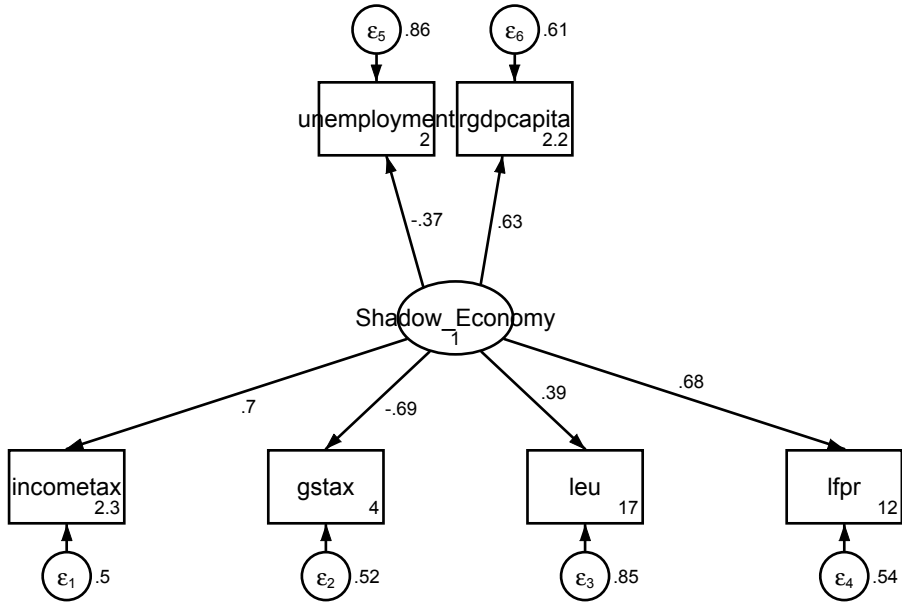 ε5 .86 ε6 .61
unemployment rgdpcapita
2 2.2
-.37 .63
Shadow_Economy
1
.7 -.69 .39 .68
incometax gstax leu lfpr
2.3 4 17 12
ε1 .5 ε2 .52 ε3 .85 ε4 .54